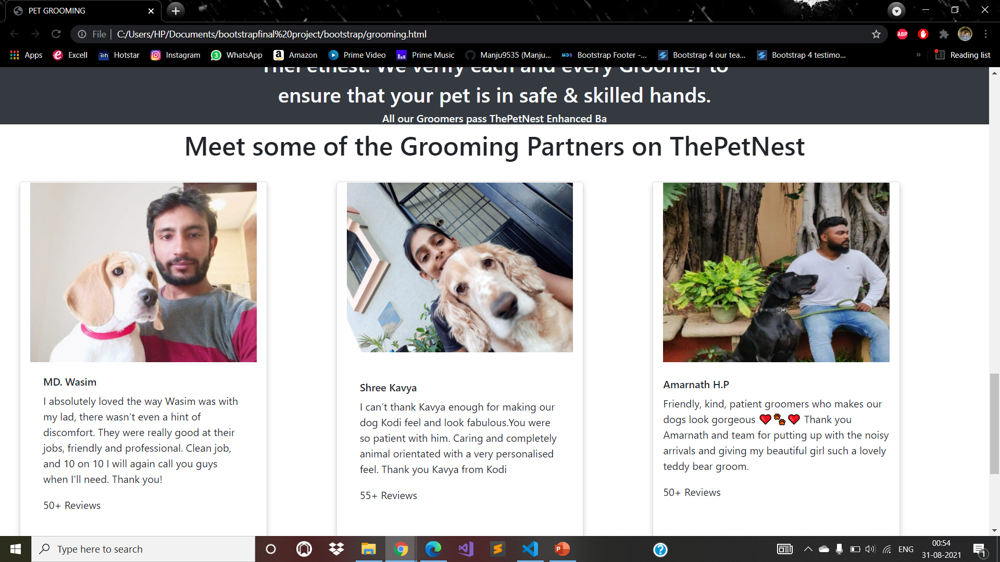 PET GROOMING
File | C:/Users/HP/Documents/bootstrapfinal%20project/bootstrap/grooming.html
ABP
Apps Excell Hotstar Instagram WhatsApp Amazon Prime Video Prime Music Manju9535 (Manju... MDB Bootstrap Footer -... Bootstrap 4 our tea... Bootstrap 4 testimo... » Reading list
ThePetnest. We verify each and every Groomer to
ensure that your pet is in safe & skilled hands.
All our Groomers pass ThePetNest Enhanced Ba
Meet some of the Grooming Partners on ThePetNest
MD. Wasim
I absolutely loved the way Wasim was with
my lad, there wasn't even a hint of
discomfort. They were really good at their
jobs, friendly and professional. Clean job,
and 10 on 10 I will again call you guys
when I'll need. Thank you!
50+ Reviews
Shree Kavya
I can’t thank Kavya enough for making our
dog Kodi feel and look fabulous.You were
so patient with him. Caring and completely
animal orientated with a very personalised
feel. Thank you Kavya from Kodi
55+ Reviews
Amarnath H.P
Friendly, kind, patient groomers who makes our
dogs look gorgeous ❤️🐾❤️ Thank you
Amarnath and team for putting up with the noisy
arrivals and giving my beautiful girl such a lovely
teddy bear groom.
50+ Reviews
Type here to search
ENG
00:54
31-08-2021
1